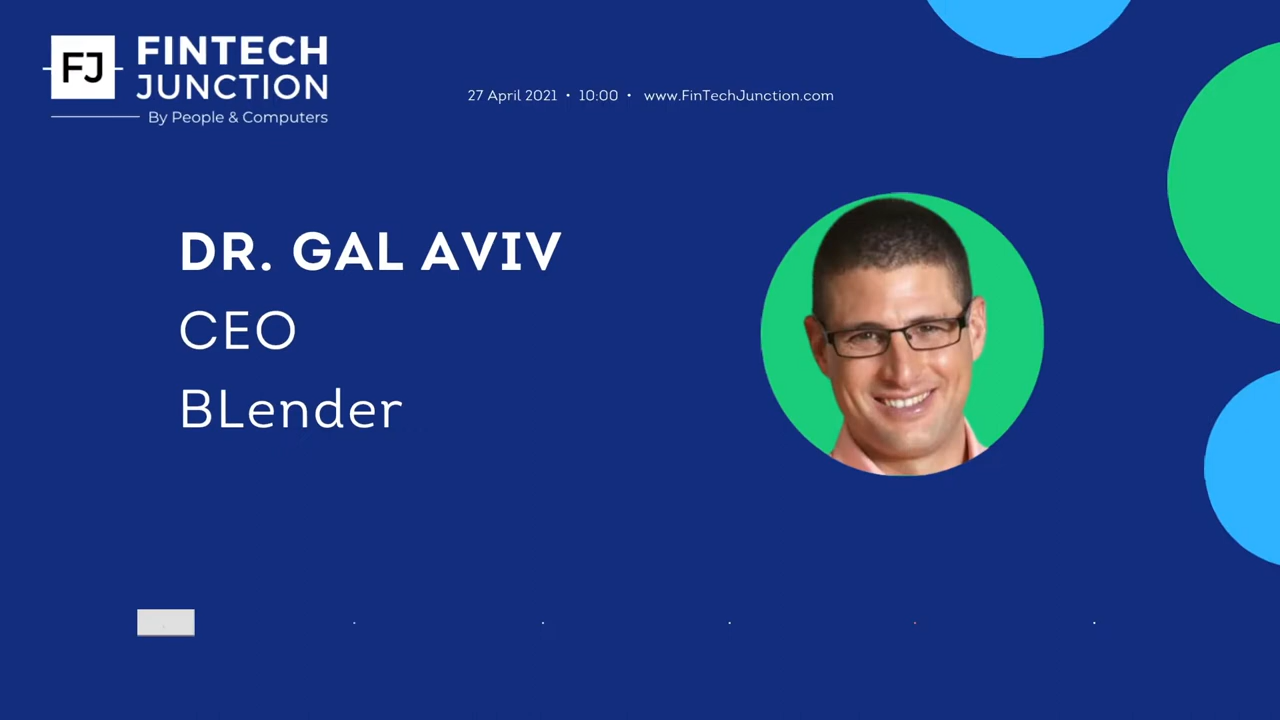 FJ
FINTECH
JUNCTION
By People & Computers
27 April 2021 • 10:00 • www.FinTechJunction.com
DR. GAL AVIV
CEO
BLender